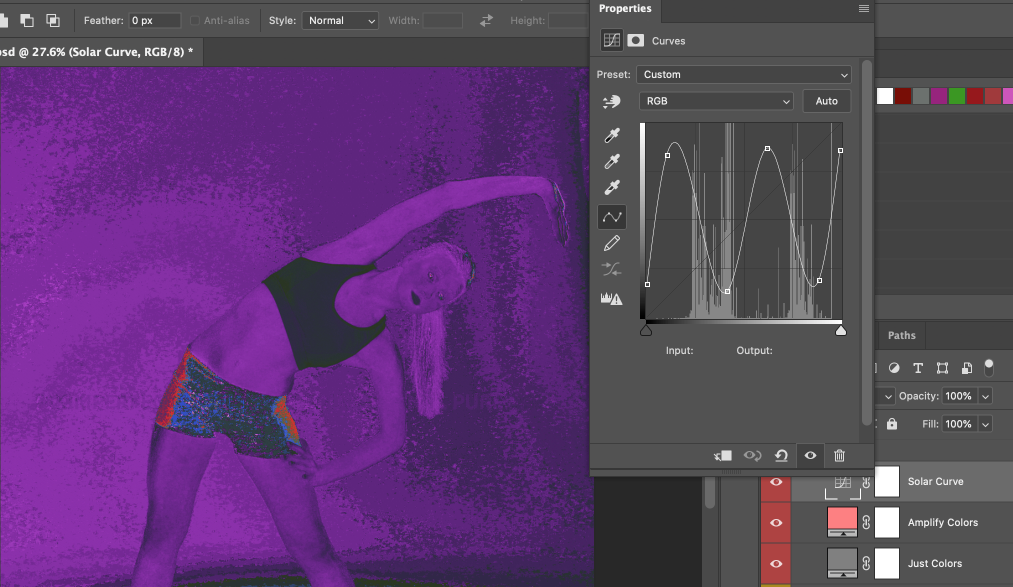 Feather: 0 px Anti-alias Style: Normal Width: Height:
Properties
psd @ 27.6% (Solar Curve, RGB/8) *
Curves
Preset: Custom
RGB Auto
Input: Output:
Paths
Opacity: 100%
Fill: 100%
Solar Curve
Amplify Colors
Just Colors